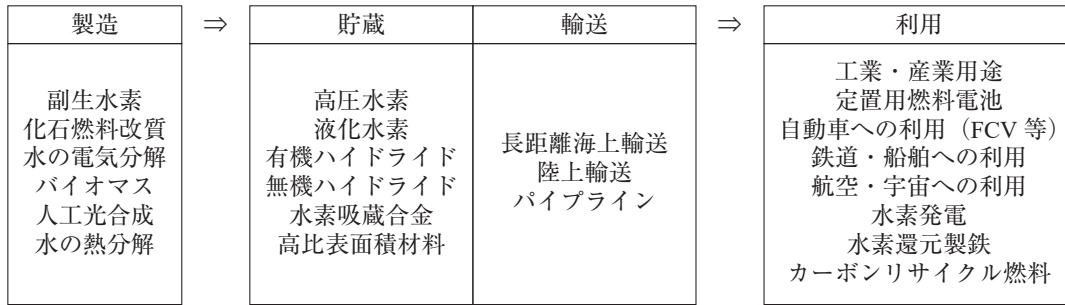 製造
⇒
貯蔵
輸送
⇒
利用
副生水素
化石燃料改質
水の電気分解
バイオマス
人工光合成
水の熱分解
高圧水素
液化水素
有機ハイドライド
無機ハイドライド
水素吸蔵合金
高比表面積材料
長距離海上輸送
陸上輸送
パイプライン
工業・産業用途
定置用燃料電池
自動車への利用（FCV 等）
鉄道・船舶への利用
航空・宇宙への利用
水素発電
水素還元製鉄
カーボンリサイクル燃料